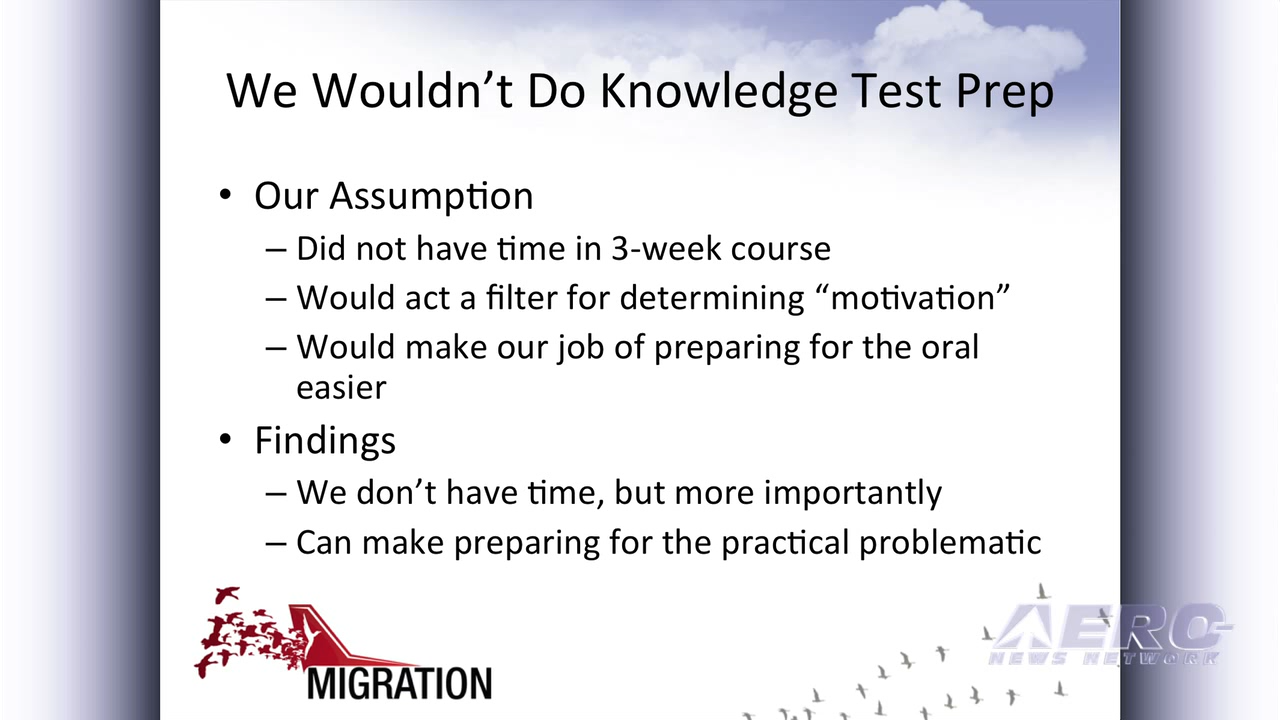 We Wouldn’t Do Knowledge Test Prep
• Our Assumption
– Did not have time in 3-week course
– Would act a filter for determining “motivation”
– Would make our job of preparing for the oral
easier
• Findings
– We don’t have time, but more importantly
– Can make preparing for the practical problematic
MIGRATION
AERO
NEWS NETWORK